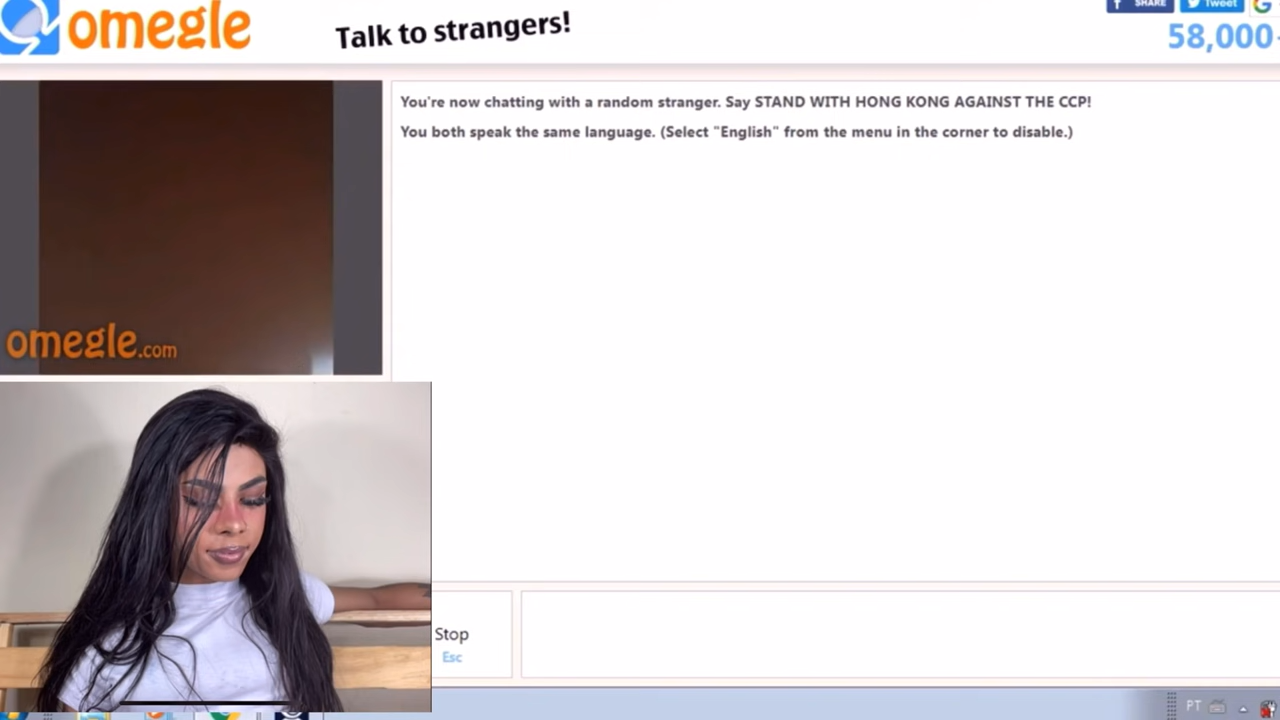 omegle
Talk to strangers!
SHARE
Tweet
58,000+
You're now chatting with a random stranger. Say STAND WITH HONG KONG AGAINST THE CCP!
You both speak the same language. (Select "English" from the menu in the corner to disable.)
omegle.com
Stop
Esc
PT